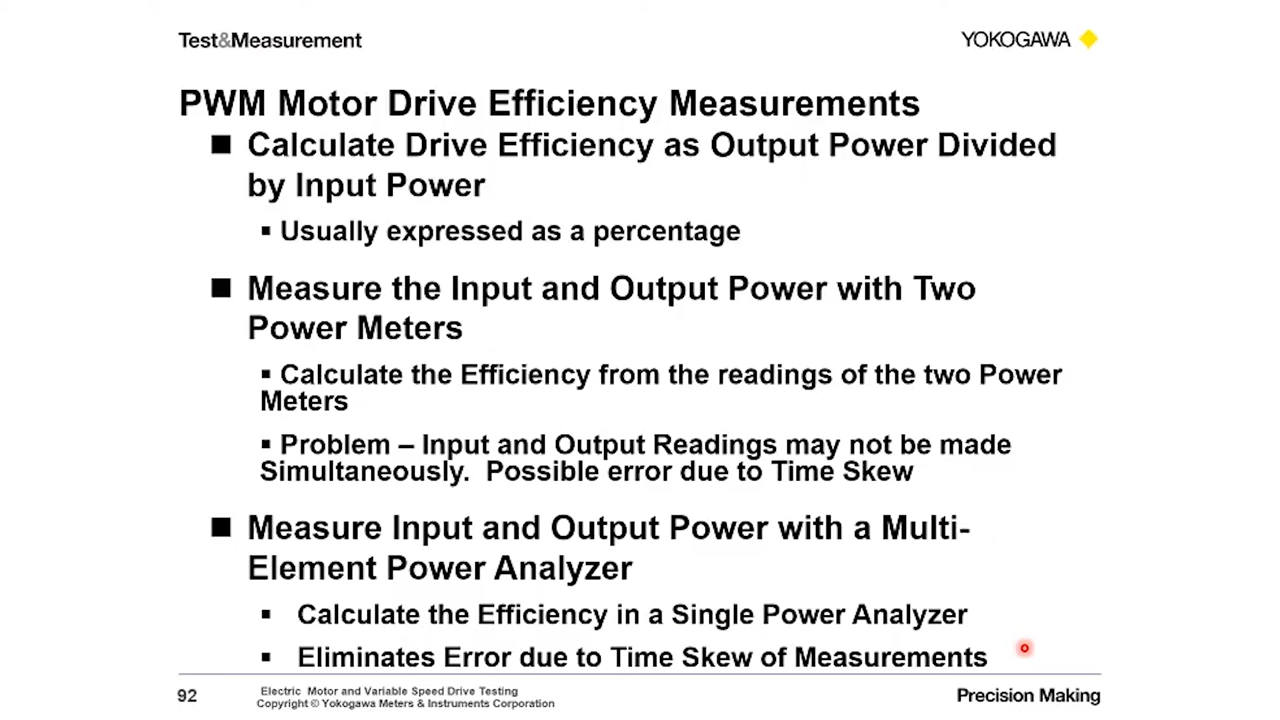 Test&Measurement
YOKOGAWA
PWM Motor Drive Efficiency Measurements
■ Calculate Drive Efficiency as Output Power Divided
by Input Power
▪ Usually expressed as a percentage
■ Measure the Input and Output Power with Two
Power Meters
▪ Calculate the Efficiency from the readings of the two Power
Meters
▪ Problem – Input and Output Readings may not be made
Simultaneously.  Possible error due to Time Skew
■ Measure Input and Output Power with a Multi-
Element Power Analyzer
▪ Calculate the Efficiency in a Single Power Analyzer
▪ Eliminates Error due to Time Skew of Measurements
92
Electric Motor and Variable Speed Drive Testing
Copyright © Yokogawa Meters & Instruments Corporation
Precision Making